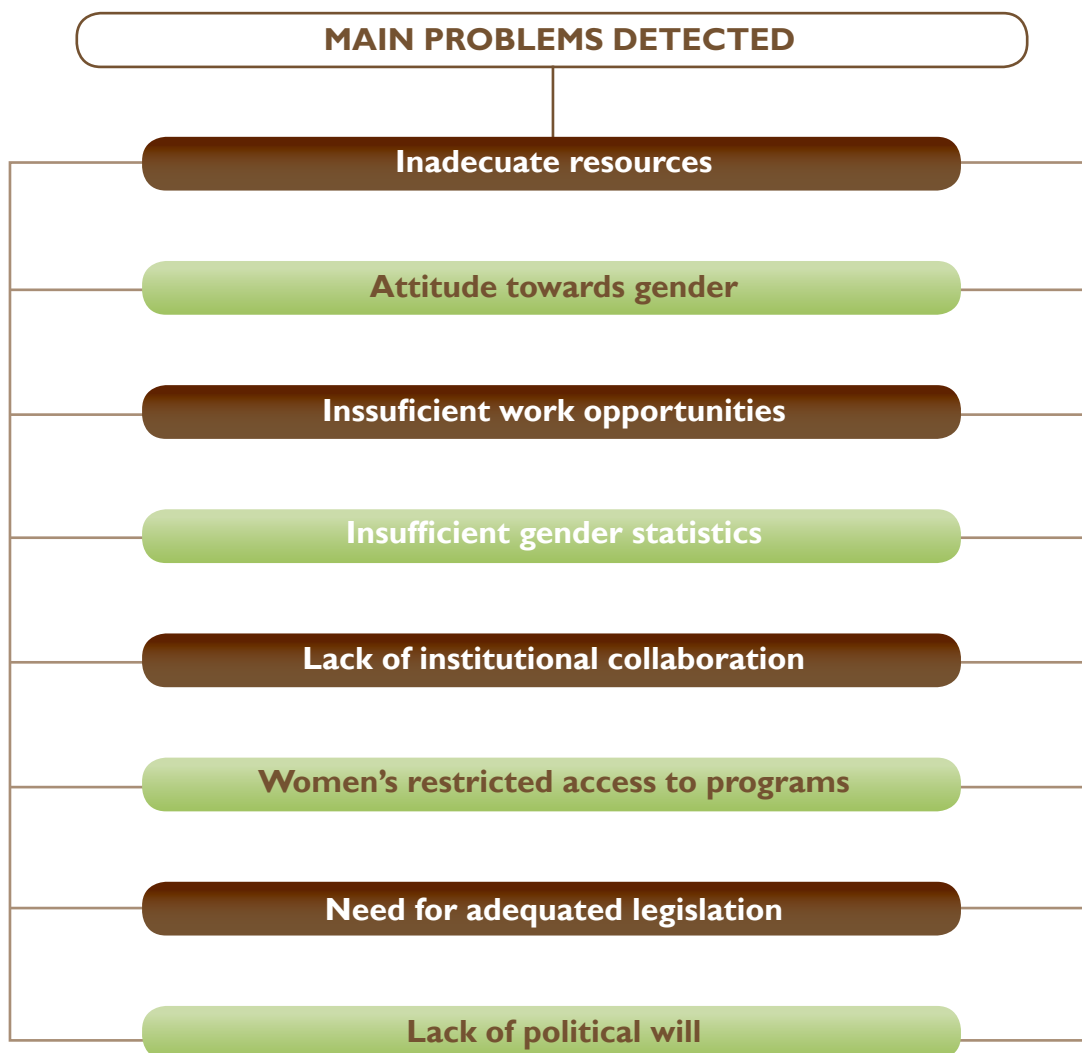 MAIN PROBLEMS DETECTED
Inadecuate resources
Attitude towards gender
Inssuficient work opportunities
Insufficient gender statistics
Lack of institutional collaboration
Women’s restricted access to programs
Need for adequated legislation
Lack of political will